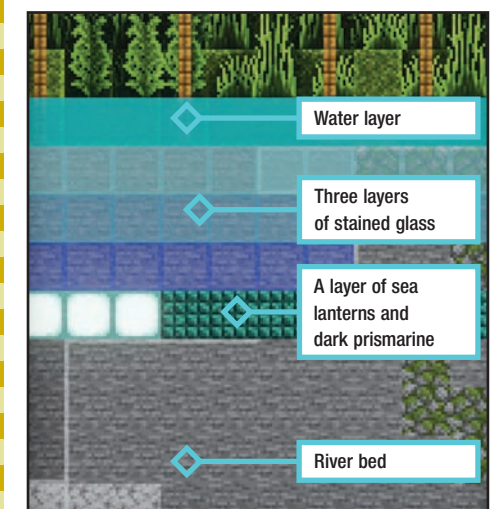 Water layer
Three layers
of stained glass
A layer of sea
lanterns and
dark prismarine
River bed